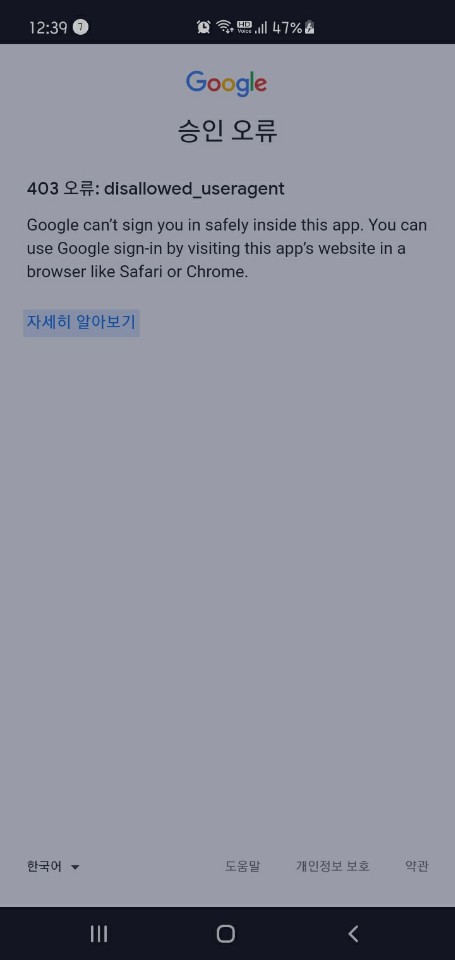 12:39 7 HD Voice 47%
Google
승인 오류
403 오류: disallowed_useragent
Google can't sign you in safely inside this app. You can
use Google sign-in by visiting this app's website in a
browser like Safari or Chrome.
자세히 알아보기
한국어 도움말 개인정보 보호 약관